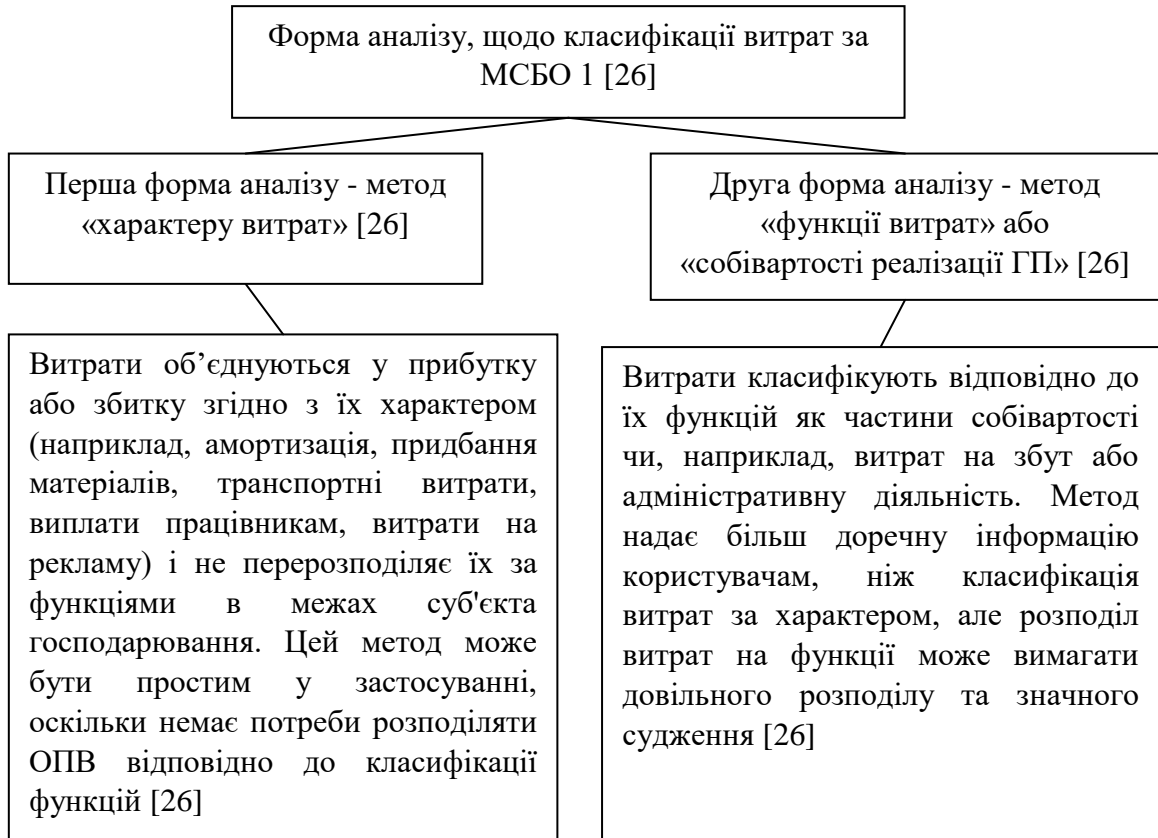 Форма аналізу, щодо класифікації витрат за
МСБО 1 [26]
Перша форма аналізу - метод
«характеру витрат» [26]
Друга форма аналізу - метод
«функції витрат» або
«собівартості реалізації ГП» [26]
Витрати об’єднуються у прибутку
або збитку згідно з їх характером
(наприклад, амортизація, придбання
матеріалів, транспортні витрати,
виплати працівникам, витрати на
рекламу) і не перерозподіляє їх за
функціями в межах суб'єкта
господарювання. Цей метод може
бути простим у застосуванні,
оскільки немає потреби розподіляти
ОПВ відповідно до класифікації
функцій [26]
Витрати класифікують відповідно до
їх функцій як частини собівартості
чи, наприклад, витрат на збут або
адміністративну діяльність. Метод
надає більш доречну інформацію
користувачам, ніж класифікація
витрат за характером, але розподіл
витрат на функції може вимагати
довільного розподілу та значного
судження [26]